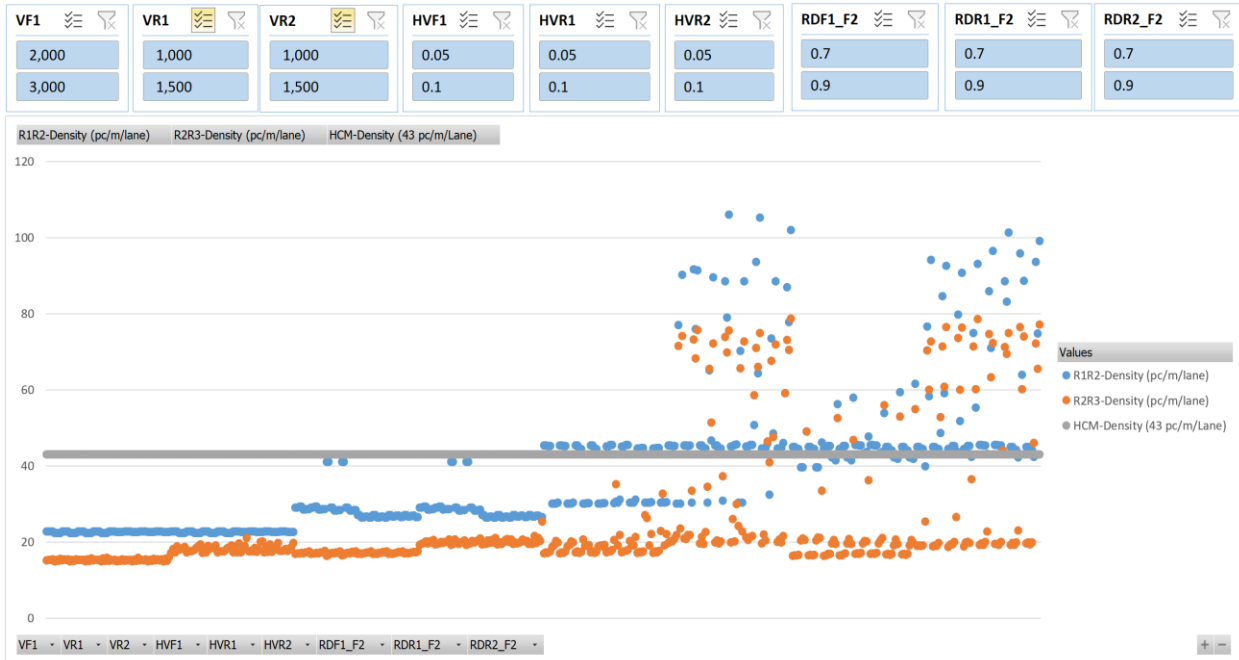 VF1 VR1 VR2 HVF1 HVR1 HVR2 RDF1_F2 RDR1_F2 RDR2_F2
2,000 1,000 1,000 0.05 0.05 0.05 0.7 0.7 0.7
3,000 1,500 1,500 0.1 0.1 0.1 0.9 0.9 0.9
R1R2-Density (pc/m/lane) R2R3-Density (pc/m/lane) HCM-Density (43 pc/m/Lane)
120
100
80
60
40
20
0
Values
R1R2-Density (pc/m/lane)
R2R3-Density (pc/m/lane)
HCM-Density (43 pc/m/Lane)
VF1 VR1 VR2 HVF1 HVR1 HVR2 RDF1_F2 RDR1_F2 RDR2_F2 + −